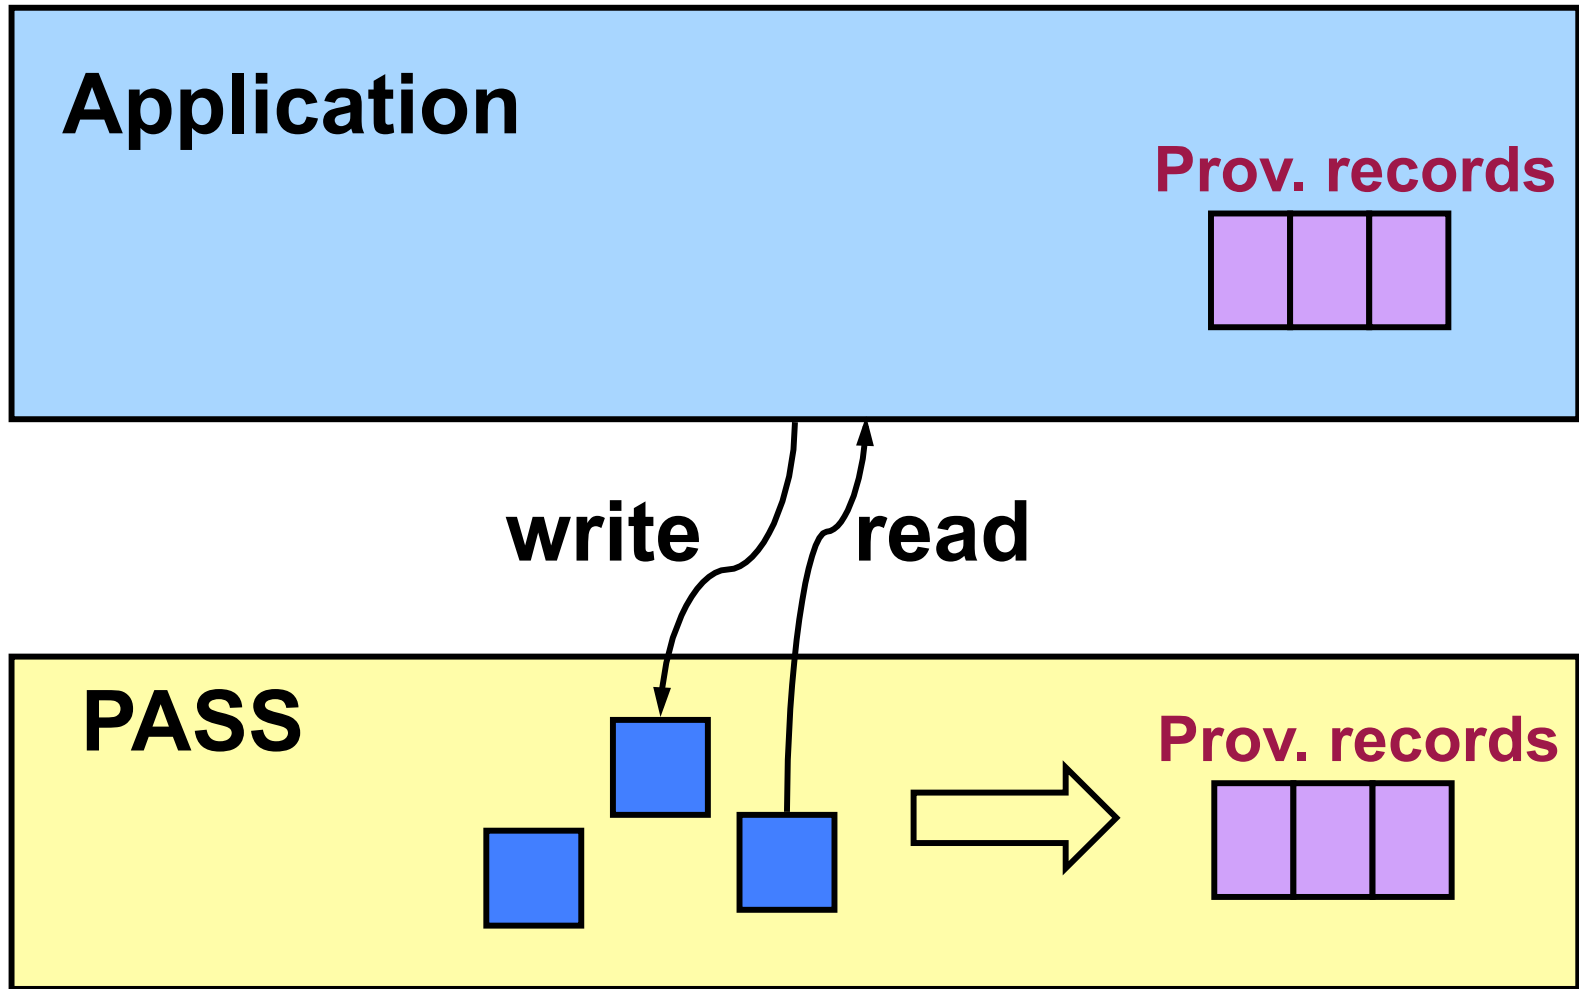 Application
Prov. records
write
read
PASS
Prov. records